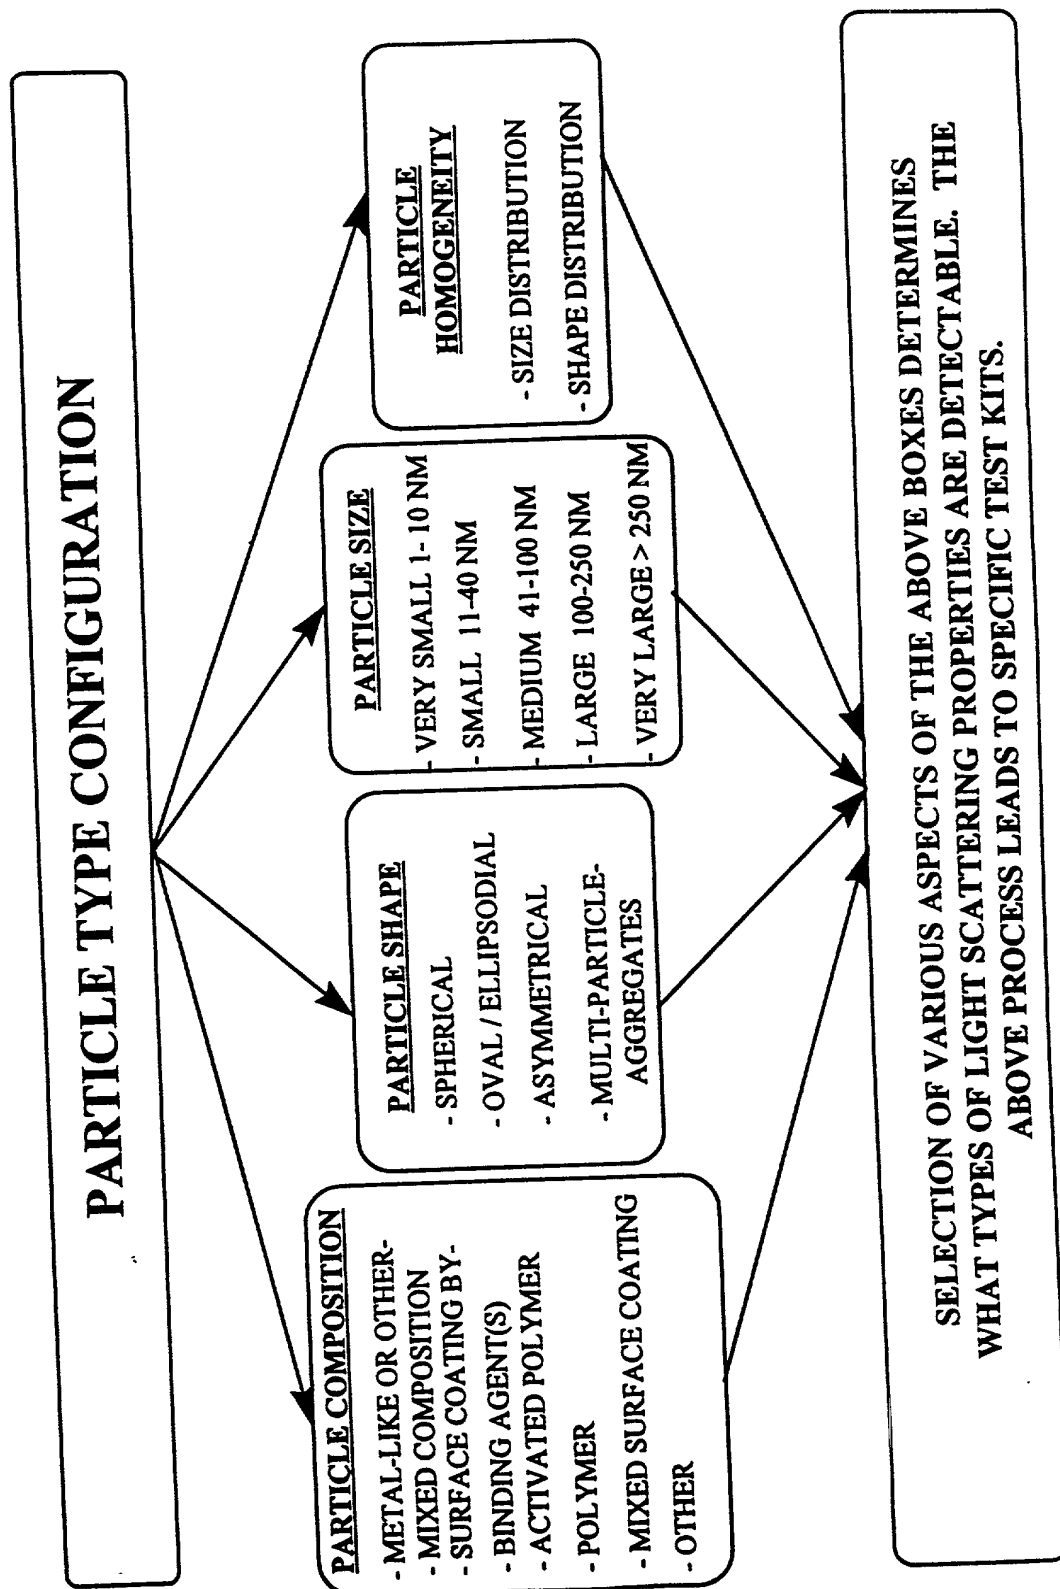 PARTICLE TYPE CONFIGURATION
PARTICLE COMPOSITION
- METAL-LIKE OR OTHER-
- MIXED COMPOSITION
- SURFACE COATING BY-
- BINDING AGENT(S)
- ACTIVATED POLYMER
- POLYMER
- MIXED SURFACE COATING
- OTHER
PARTICLE SHAPE
- SPHERICAL
- OVAL / ELLIPSODIAL
- ASYMMETRICAL
- MULTI-PARTICLE-
AGGREGATES
PARTICLE SIZE
- VERY SMALL 1- 10 NM
- SMALL 11-40 NM
- MEDIUM 41-100 NM
- LARGE 100-250 NM
- VERY LARGE > 250 NM
PARTICLE
HOMOGENEITY
- SIZE DISTRIBUTION
- SHAPE DISTRIBUTION
SELECTION OF VARIOUS ASPECTS OF THE ABOVE BOXES DETERMINES
WHAT TYPES OF LIGHT SCATTERING PROPERTIES ARE DETECTABLE. THE
ABOVE PROCESS LEADS TO SPECIFIC TEST KITS.